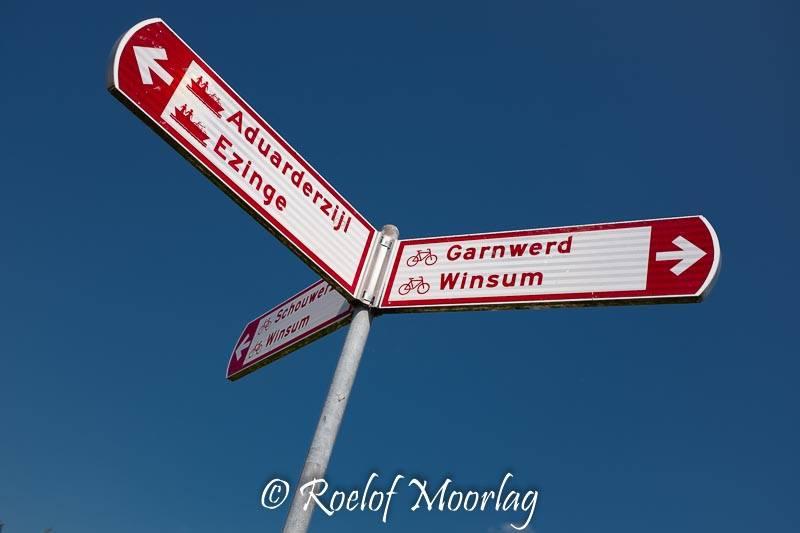 Aduarderzijl
Ezinge
Garnwerd
Winsum
Winsum
© Roelof Moorlag